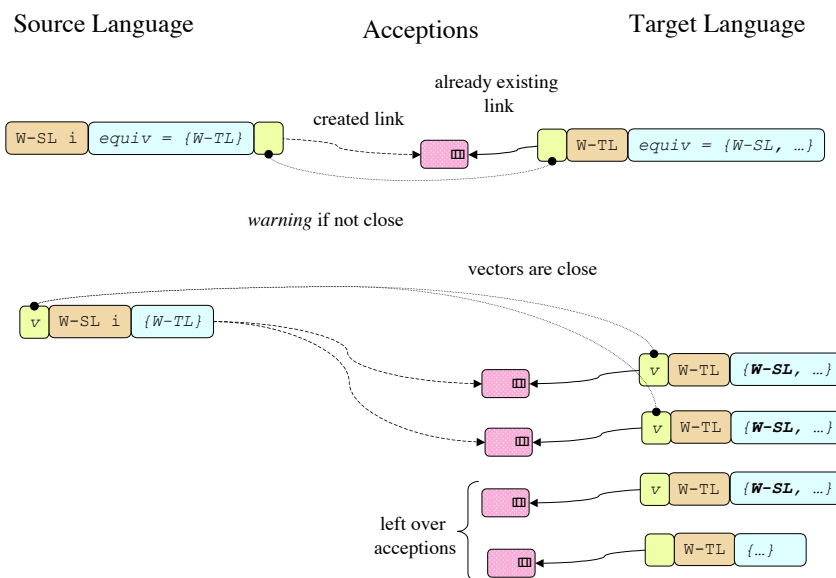 Source Language
Acceptions
Target Language
already existing
link
created link
W-SL i equiv = {W-TL}
W-TL equiv = {W-SL, …}
warning if not close
vectors are close
v W-SL i {W-TL}
v W-TL {W-SL, …}
v W-TL {W-SL, …}
v W-TL {W-SL, …}
left over
acceptions
W-TL {…}